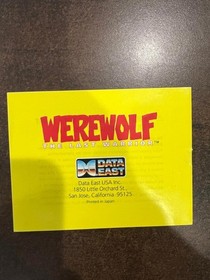 WEREWOLF
THE LAST WARRIOR™
DATA
EAST
Data East USA Inc.
1850 Little Orchard St.,
San Jose, California 95125
Printed in Japan